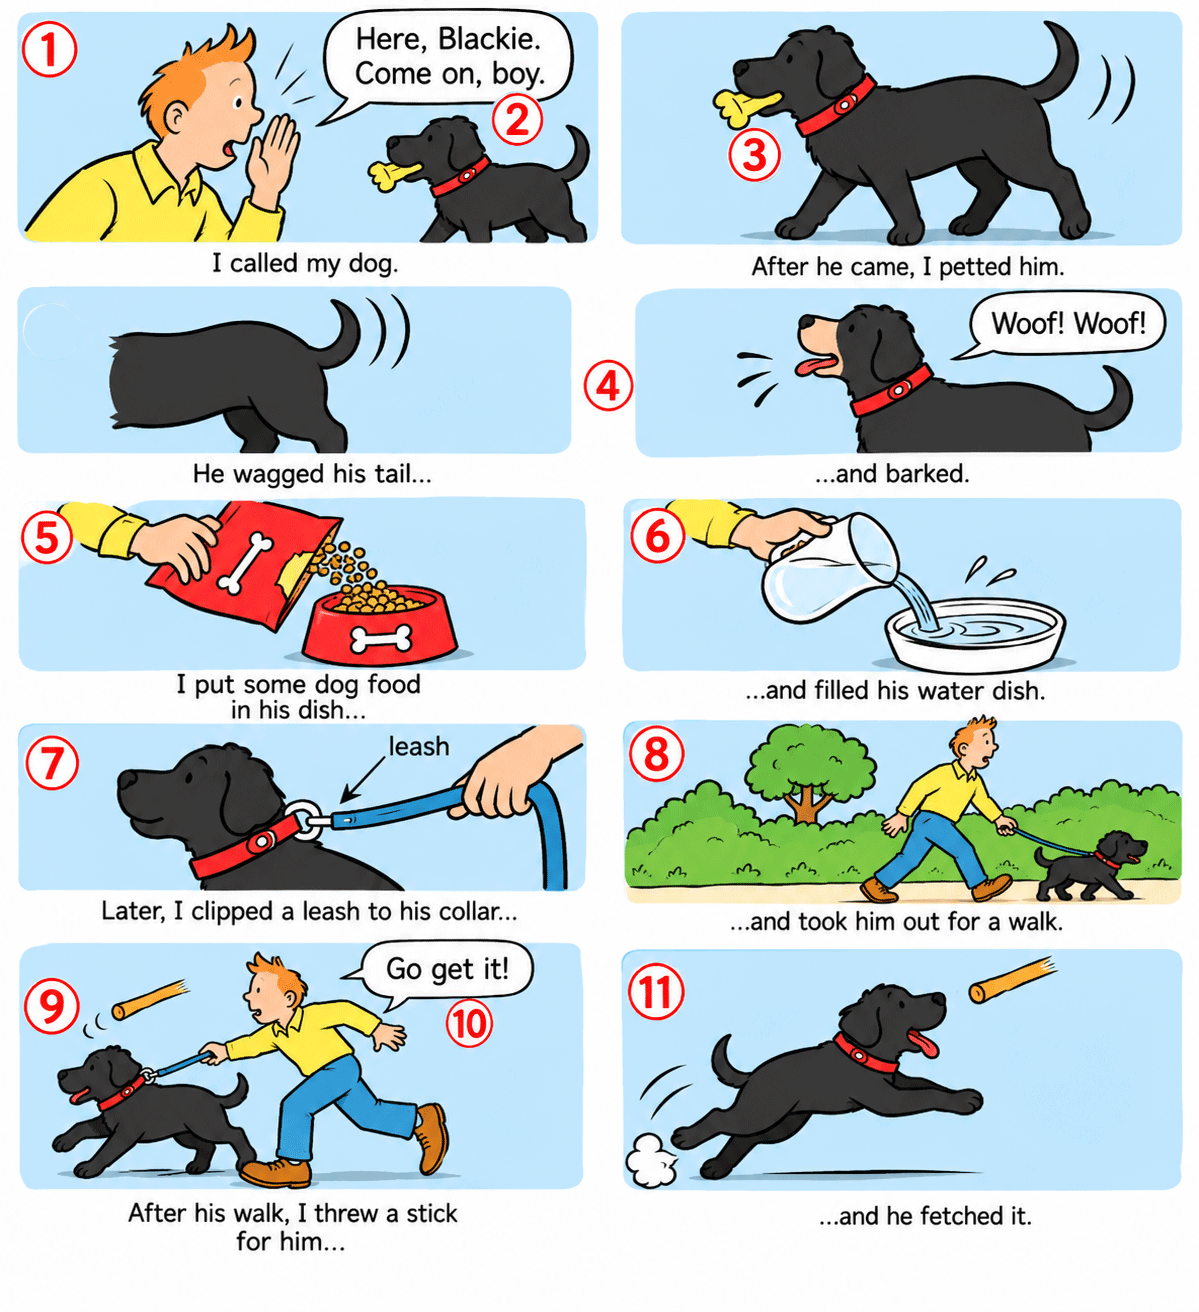 1
Here, Blackie.
Come on, boy.
2
I called my dog.
3
After he came, I petted him.
He wagged his tail...
4
Woof! Woof!
...and barked.
5
I put some dog food
in his dish...
6
...and filled his water dish.
7
leash
Later, I clipped a leash to his collar...
8
...and took him out for a walk.
9
Go get it!
10
After his walk, I threw a stick
for him...
11
...and he fetched it.